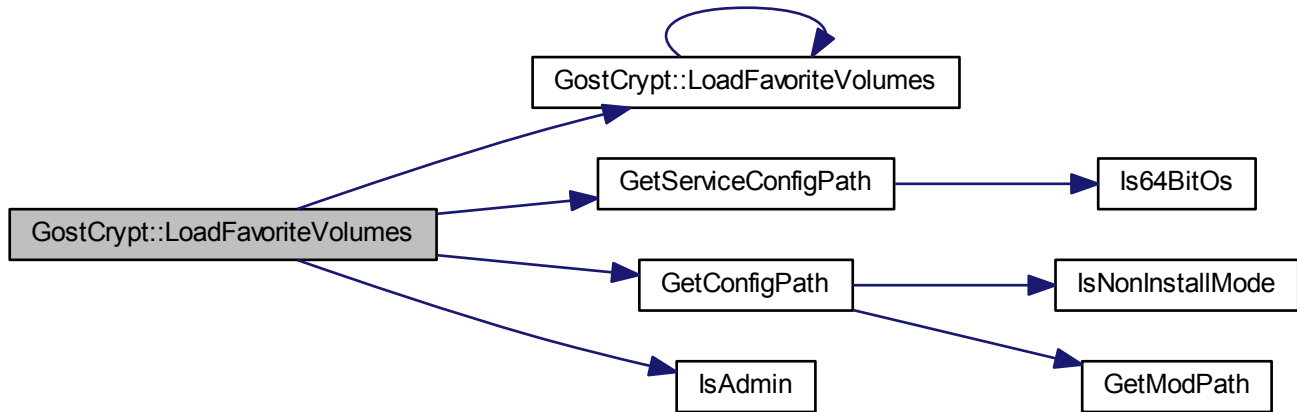 GostCrypt::LoadFavoriteVolumes
GetServiceConfigPath
Is64BitOs
GostCrypt::LoadFavoriteVolumes
GetConfigPath
IsNonInstallMode
IsAdmin
GetModPath